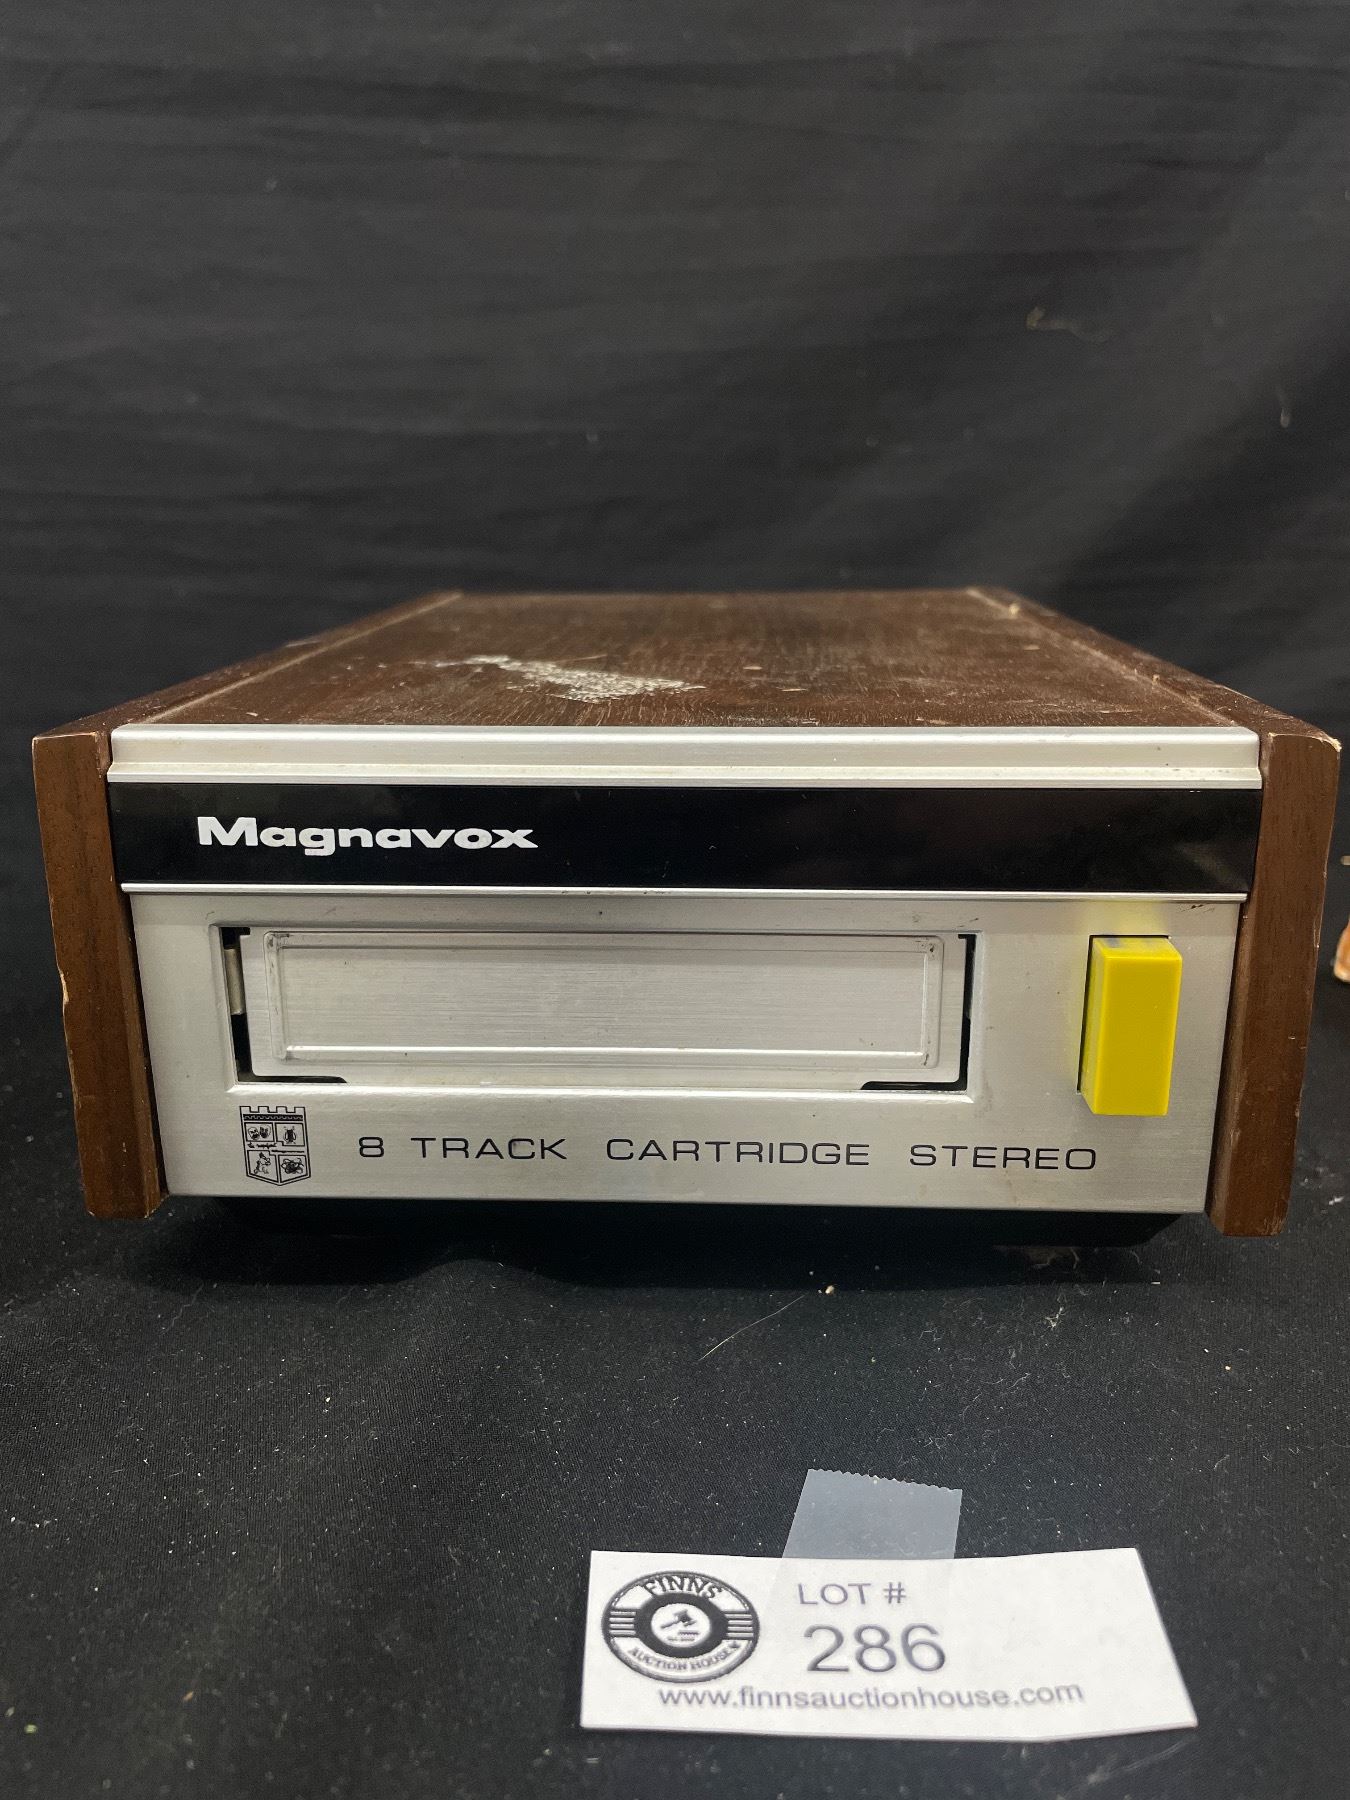 Magnavox
8 TRACK CARTRIDGE STEREO
FINNS
AUCTION HOUSE
LOT #
286
www.finnsauctionhouse.com